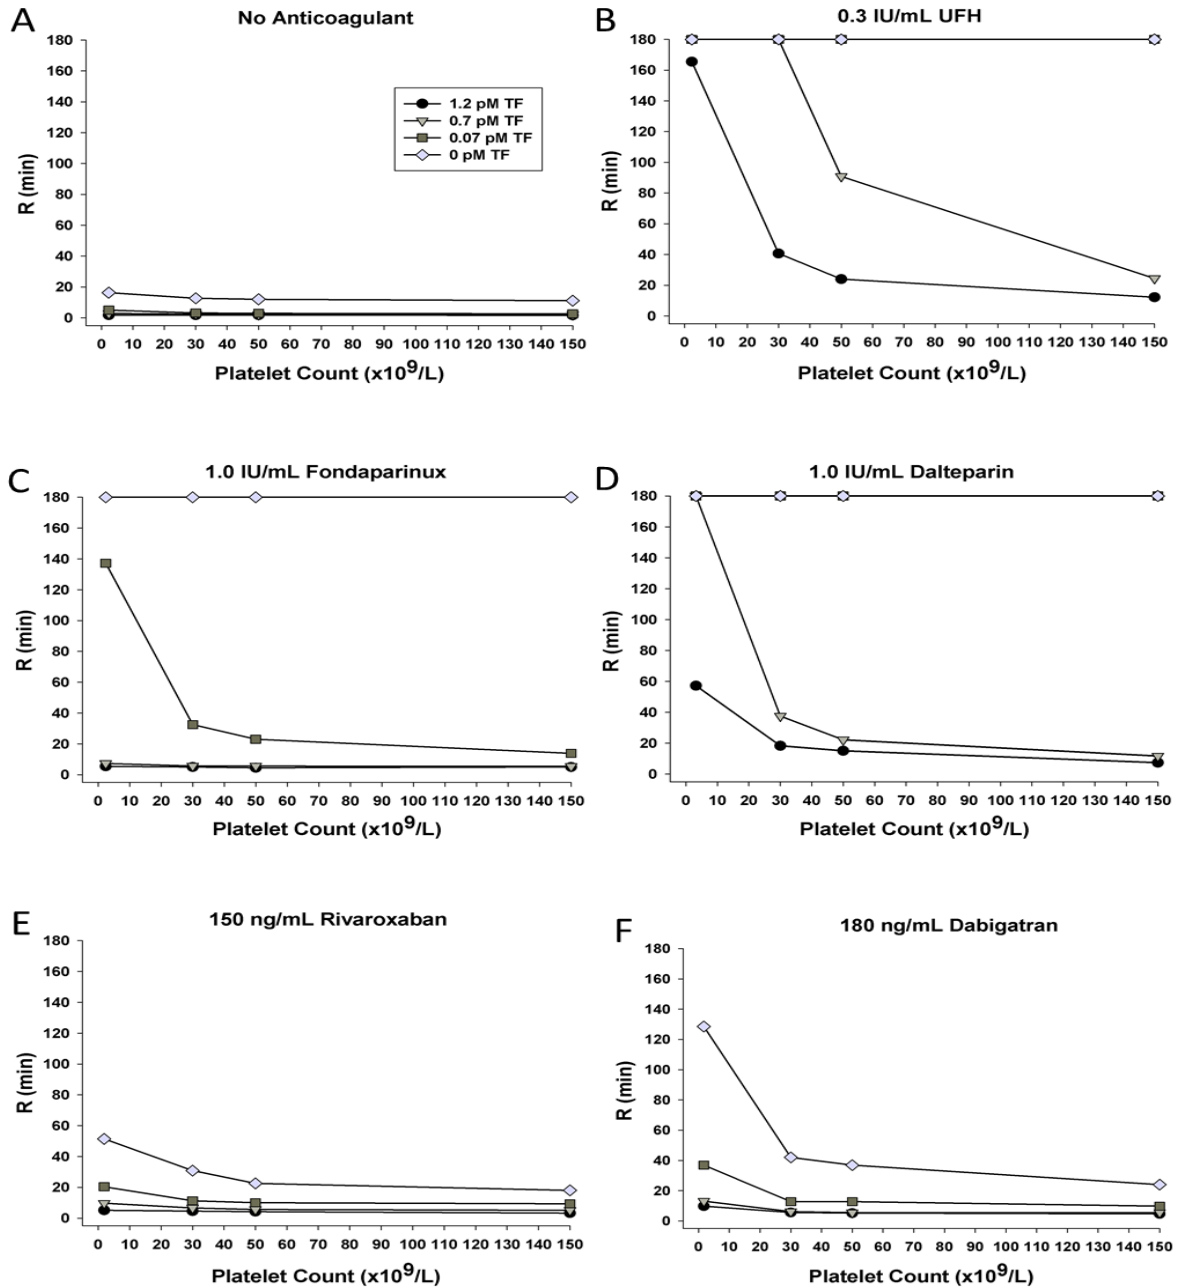 A
No Anticoagulant
180
160
140
120
100
80
60
40
20
0
R (min)
1.2 pM TF
0.7 pM TF
0.07 pM TF
0 pM TF
0 10 20 30 40 50 60 70 80 90 100 110 120 130 140 150
Platelet Count (x10⁹/L)
B
0.3 IU/mL UFH
180
160
140
120
100
80
60
40
20
0
R (min)
0 10 20 30 40 50 60 70 80 90 100 110 120 130 140 150
Platelet Count (x10⁹/L)
C
1.0 IU/mL Fondaparinux
180
160
140
120
100
80
60
40
20
0
R (min)
0 10 20 30 40 50 60 70 80 90 100 110 120 130 140 150
Platelet Count (x10⁹/L)
D
1.0 IU/mL Dalteparin
180
160
140
120
100
80
60
40
20
0
R (min)
0 10 20 30 40 50 60 70 80 90 100 110 120 130 140 150
Platelet Count (x10⁹/L)
E
150 ng/mL Rivaroxaban
180
160
140
120
100
80
60
40
20
0
R (min)
0 10 20 30 40 50 60 70 80 90 100 110 120 130 140 150
Platelet Count (x10⁹/L)
F
180 ng/mL Dabigatran
180
160
140
120
100
80
60
40
20
0
R (min)
0 10 20 30 40 50 60 70 80 90 100 110 120 130 140 150
Platelet Count (x10⁹/L)